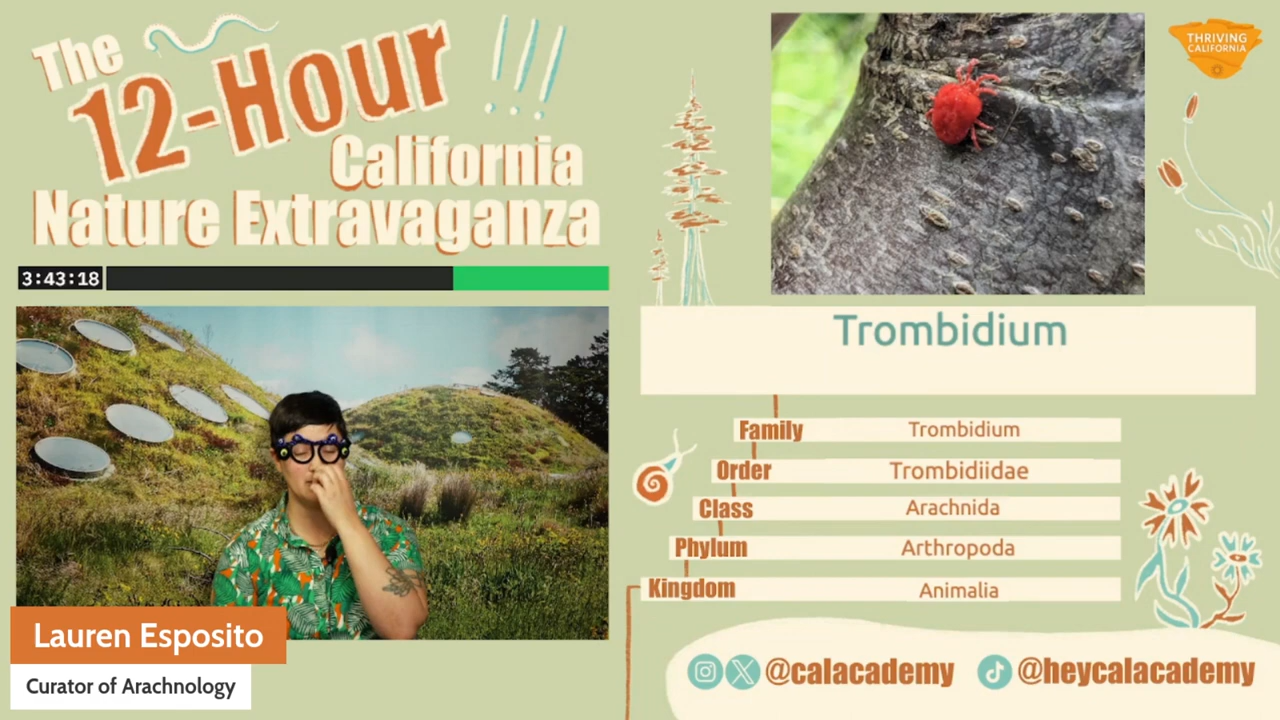 The
12-Hour !!!
California
Nature Extravaganza
3:43:18
Lauren Esposito
Curator of Arachnology
THRIVING
CALIFORNIA
Trombidium
Family Trombidium
Order Trombidiidae
Class Arachnida
Phylum Arthropoda
Kingdom Animalia
@calacademy @heycalacademy